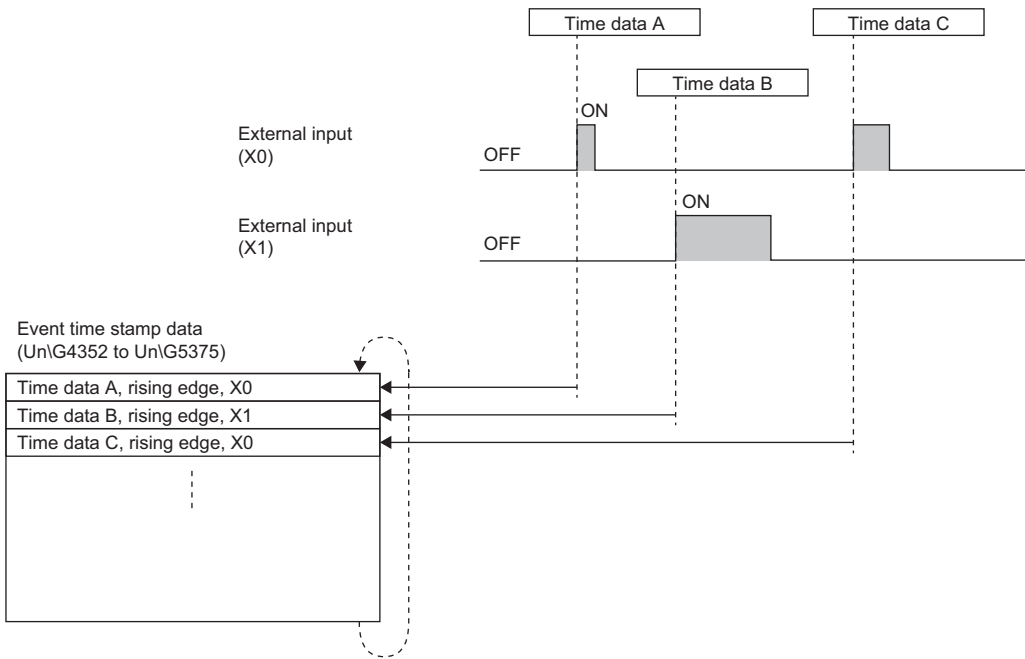 Time data A
Time data C
Time data B
ON
External input
(X0)
OFF
ON
External input
(X1)
OFF
Event time stamp data
(Un\G4352 to Un\G5375)
Time data A, rising edge, X0
Time data B, rising edge, X1
Time data C, rising edge, X0